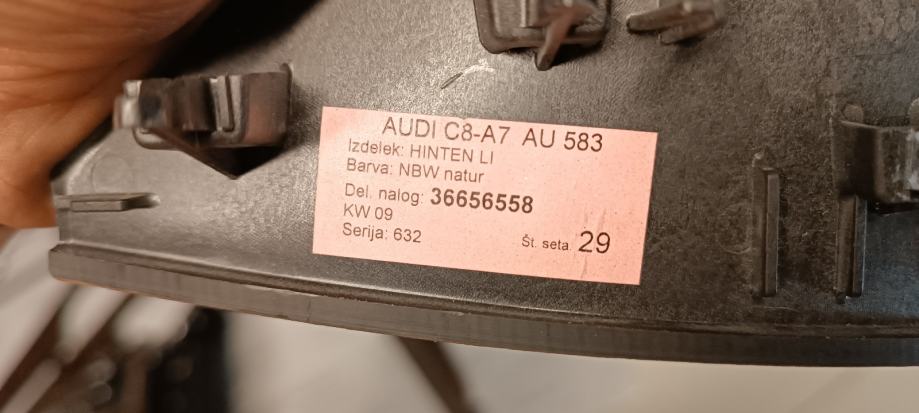 AUDI C8-A7 AU 583
Izdelek: HINTEN LI
Barva: NBW natur
Del. nalog: 36656558
KW 09
Serija: 632 Št. seta. 29